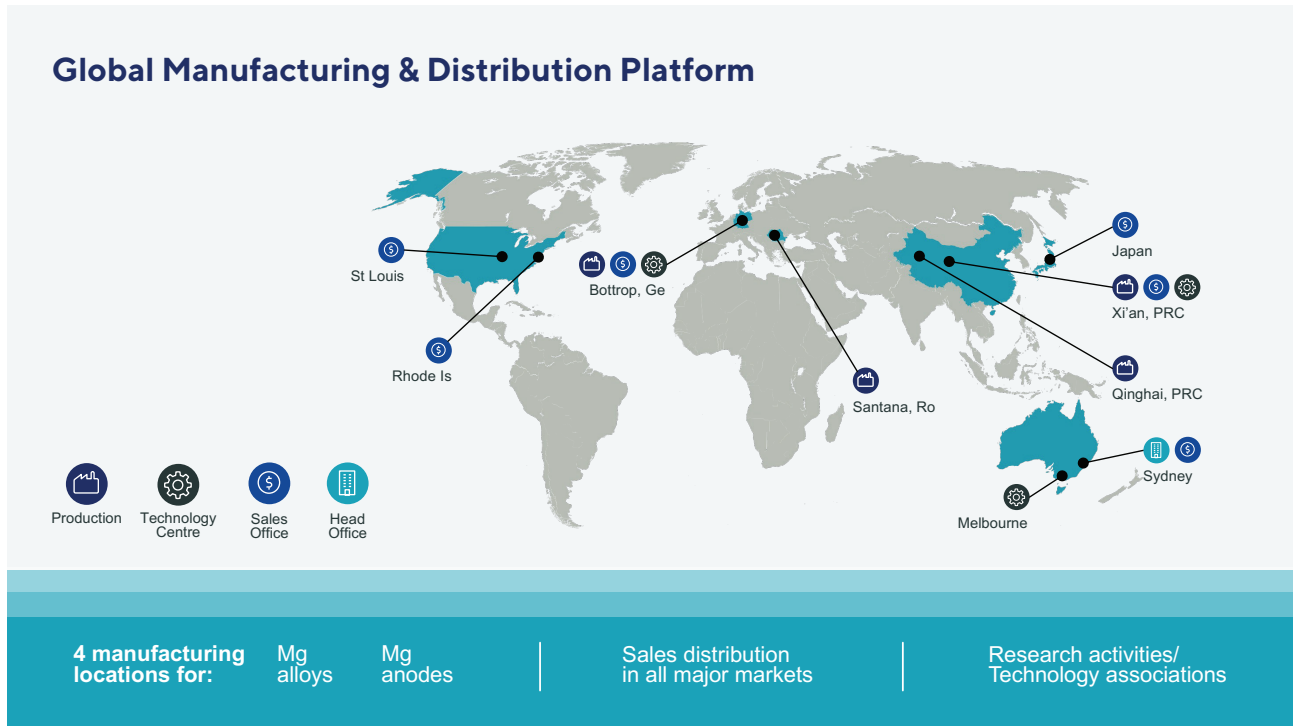 Global Manufacturing & Distribution Platform
St Louis
Rhode Is
Bottrop, Ge
Santana, Ro
Japan
Xi’an, PRC
Qinghai, PRC
Sydney
Melbourne
Production
Technology
Centre
Sales
Office
Head
Office
4 manufacturing
locations for:
Mg
alloys
Mg
anodes
Sales distribution
in all major markets
Research activities/
Technology associations